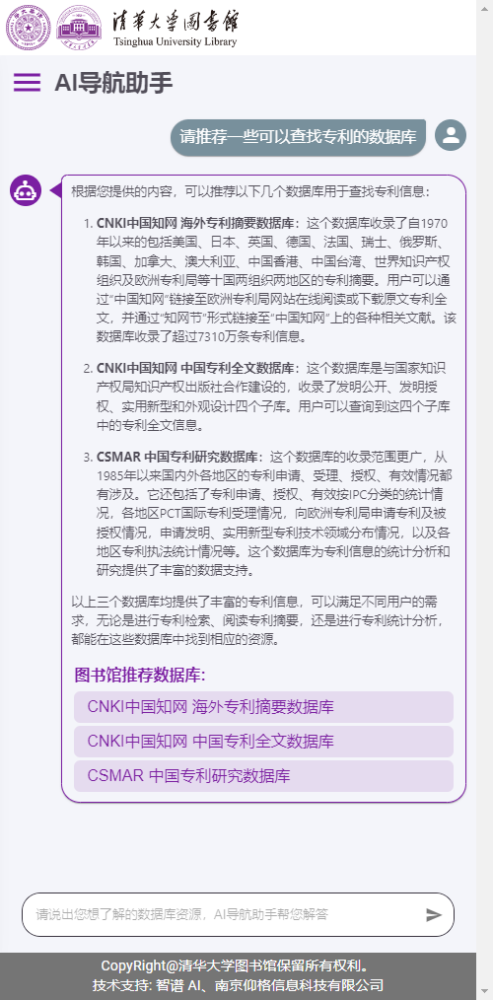 清华大学图书馆
Tsinghua University Library
AI导航助手
请推荐一些可以查找专利的数据库
根据您提供的内容，可以推荐以下几个数据库用于查找专利信息：
1. CNKI中国知网 海外专利摘要数据库：这个数据库收录了自1970
年以来的包括美国、日本、英国、德国、法国、瑞士、俄罗斯、
韩国、加拿大、澳大利亚、中国香港、中国台湾、世界知识产权
组织及欧洲专利局等十国两组织两地区的专利摘要。用户可以通
过“中国知网”链接至欧洲专利局网站在线阅读或下载原文专利全
文，并通过“知网节”形式链接至“中国知网”上的各种相关文献。该
数据库收录了超过7310万条专利信息。
2. CNKI中国知网 中国专利全文数据库：这个数据库是与国家知识
产权局知识产权出版社合作建设的，收录了发明公开、发明授
权、实用新型和外观设计四个子库。用户可以查询到这四个子库
中的专利全文信息。
3. CSMAR 中国专利研究数据库：这个数据库的收录范围更广，从
1985年以来国内外各地区的专利申请、受理、授权、有效情况都
有涉及。它还包括了专利申请、授权、有效按IPC分类的统计情
况，各地区PCT国际专利受理情况，向欧洲专利局申请专利及被
授权情况，申请发明、实用新型专利技术领域分布情况，以及各
地区专利执法统计情况等。这个数据库为专利信息的统计分析和
研究提供了丰富的数据支持。
以上三个数据库均提供了丰富的专利信息，可以满足不同用户的需
求，无论是进行专利检索、阅读专利摘要，还是进行专利统计分析，
都能在这些数据库中找到相应的资源。
图书馆推荐数据库:
CNKI中国知网 海外专利摘要数据库
CNKI中国知网 中国专利全文数据库
CSMAR 中国专利研究数据库
请说出您想了解的数据库资源，AI导航助手帮您解答
CopyRight@清华大学图书馆保留所有权利。
技术支持: 智谱 AI、南京仰格信息科技有限公司